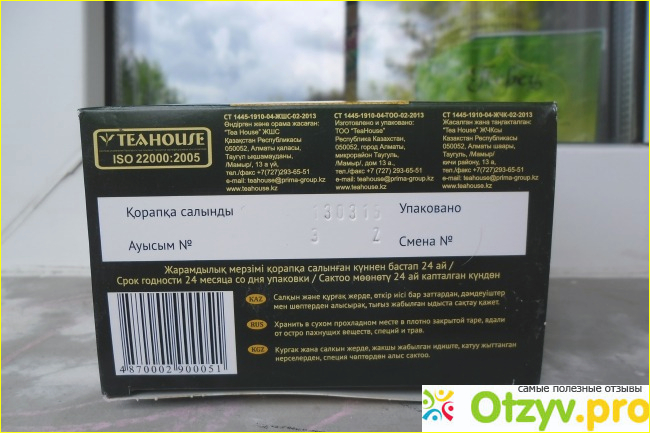 TEAHOUSE
ISO 22000:2005
СТ 1445-1910-04-ЖШС-02-2013
Өндірген және орама жасаған:
"Tea House" ЖШС
Қазақстан Республикасы
050052, Алматы қаласы,
Таугүл ықшамауданы,
/Мамыр/, 13 а үй,
тел./факс +7(727)293-65-51
e-mail: teahouse@prima-group.kz
www.teahouse.kz
СТ 1445-1910-04-ТОО-02-2013
Изготовлено и упаковано:
ТОО "TeaHouse"
Республика Казахстан,
050052, город Алматы,
микрорайон Таугуль,
/Мамыр/, дом 13 а,
тел./факс +7(727)293-65-51
e-mail: teahouse@prima-group.kz
www.teahouse.kz
СТ 1445-1910-04-ЖЧК-02-2013
Жасалган жана таңгакталган:
"Tea House" ЖЧКсы
Казакстан Республикасы
050052, Алматы шаары,
/Мамыр/,
кичи району, 13 а.
тел./факс +7(727)293-65-51
e-mail: teahouse@prima-group.kz
www.teahouse.kz
Қорапқа салынды Упаковано
Ауысым № 3 2 Смена №
Жарамдылық мерзімі қорапқа салынған күннен бастап 24 ай /
Срок годности 24 месяца со дня упаковки / Сактоо мөөнөтү 24 ай капталган күндөн
KAZ Салқын және құрғақ жерде, өткір иісі бар заттардан, дәмдеуіштер
мен шөптерден алысырақ, тығыз жабылған ыдыста сақтау қажет.
RUS Хранить в сухом прохладном месте в плотно закрытой таре, вдали
от остро пахнущих веществ, специй и трав.
KGZ Кургак жана салкын жерде, жакшы жабылган идиште, катуу жыттанган
нерселерден, специя чөптөрдөн алыс сактоо.
4870002900051
самые полезные отзывы
Otzyv.pro